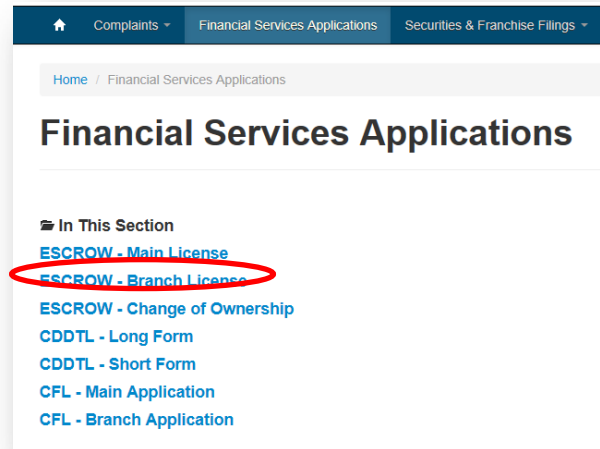 Complaints Financial Services Applications Securities & Franchise Filings
Home / Financial Services Applications
Financial Services Applications
In This Section
ESCROW - Main License
ESCROW - Branch License
ESCROW - Change of Ownership
CDDTL - Long Form
CDDTL - Short Form
CFL - Main Application
CFL - Branch Application